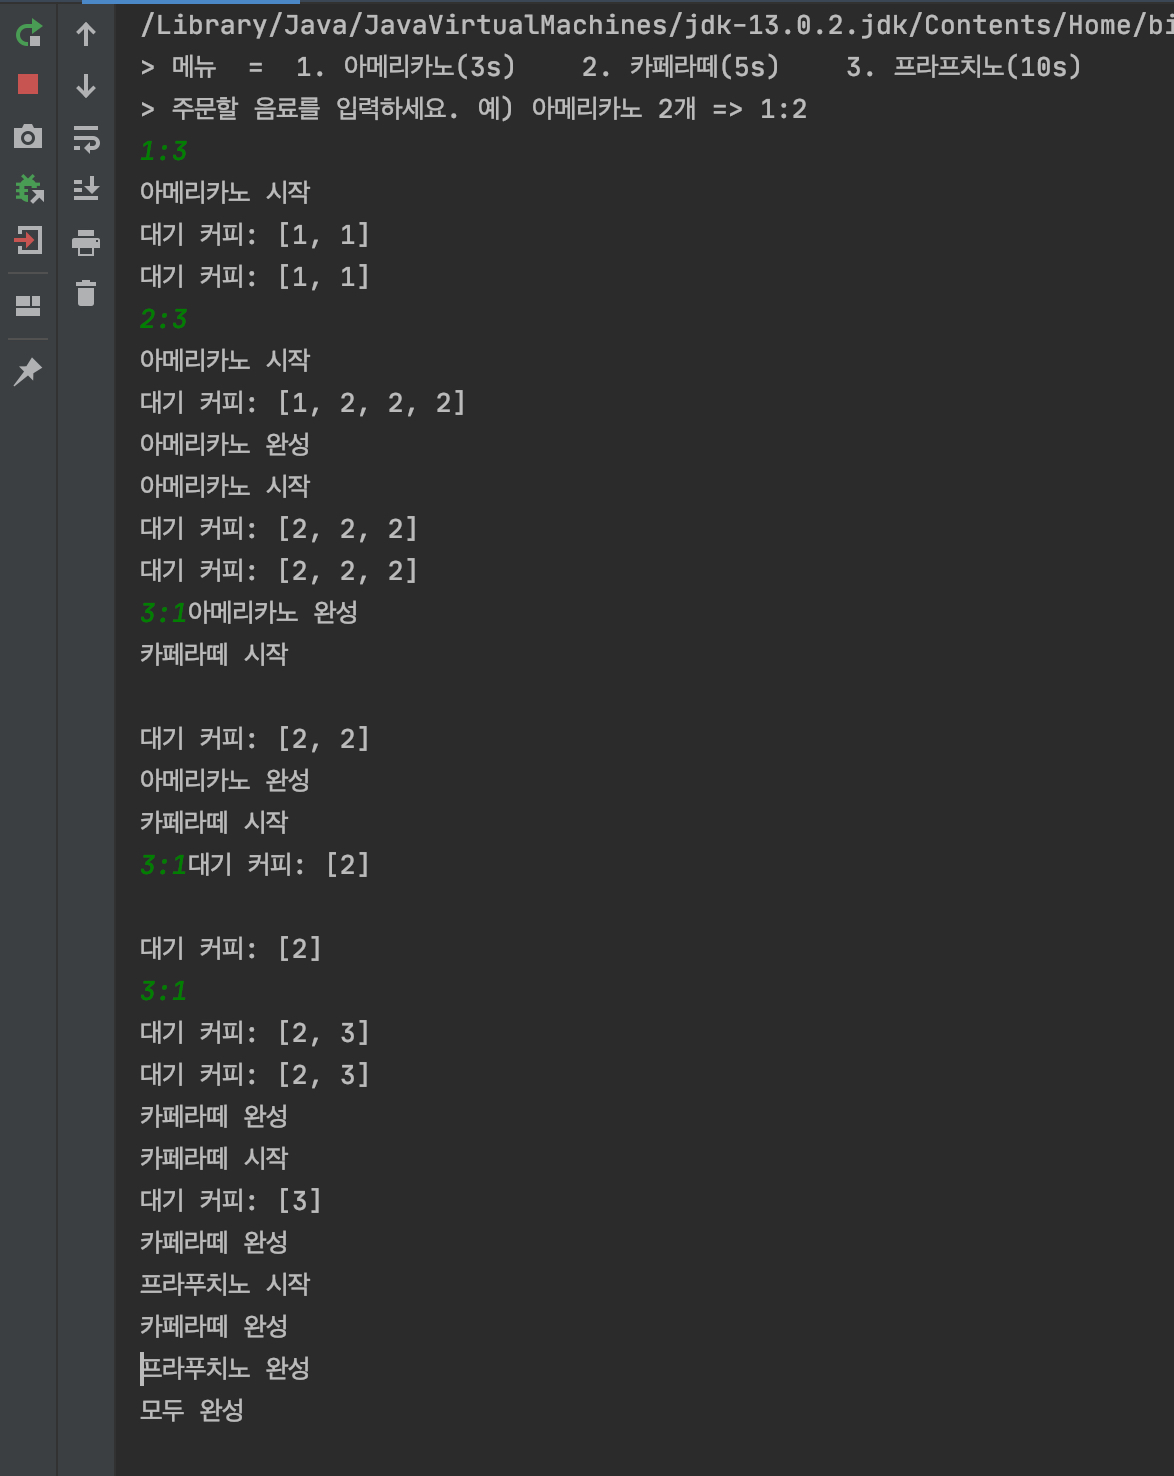 /Library/Java/JavaVirtualMachines/jdk-13.0.2.jdk/Contents/Home/bi
> 메뉴  =  1. 아메리카노(3s)    2. 카페라떼(5s)    3. 프라프치노(10s)
> 주문할 음료를 입력하세요. 예) 아메리카노 2개 => 1:2
1:3
아메리카노 시작
대기 커피: [1, 1]
대기 커피: [1, 1]
2:3
아메리카노 시작
대기 커피: [1, 2, 2, 2]
아메리카노 완성
아메리카노 시작
대기 커피: [2, 2, 2]
대기 커피: [2, 2, 2]
3:1아메리카노 완성
카페라떼 시작
대기 커피: [2, 2]
아메리카노 완성
카페라떼 시작
3:1대기 커피: [2]
대기 커피: [2]
3:1
대기 커피: [2, 3]
대기 커피: [2, 3]
카페라떼 완성
카페라떼 시작
대기 커피: [3]
카페라떼 완성
프라푸치노 시작
카페라떼 완성
프라푸치노 완성
모두 완성